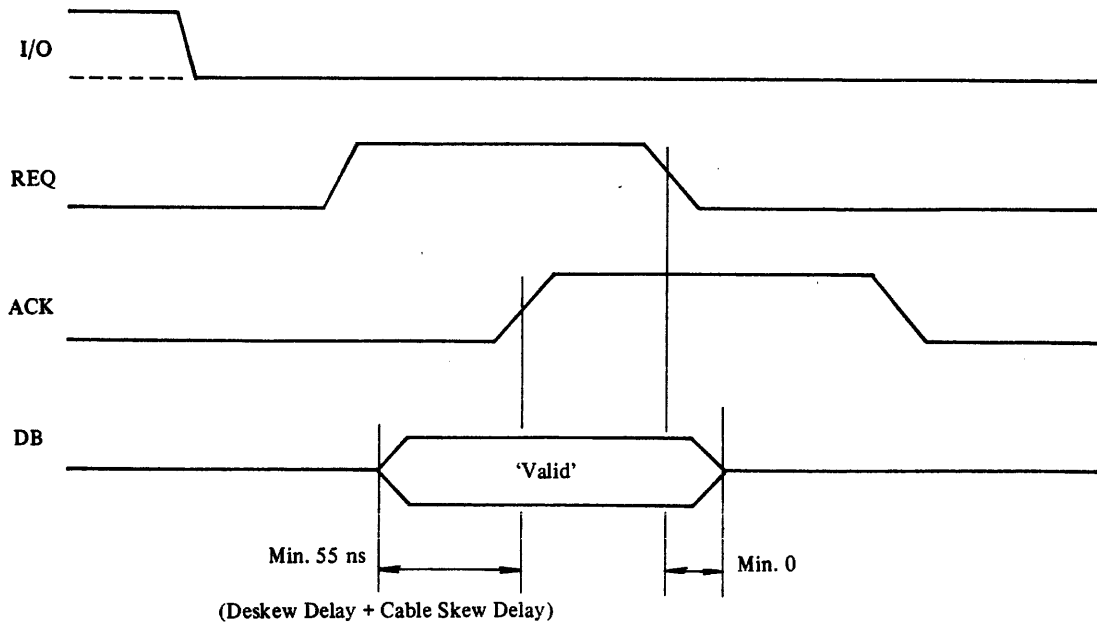 I/O
REQ
ACK
DB
‘Valid’
Min. 55 ns
Min. 0
(Deskew Delay + Cable Skew Delay)